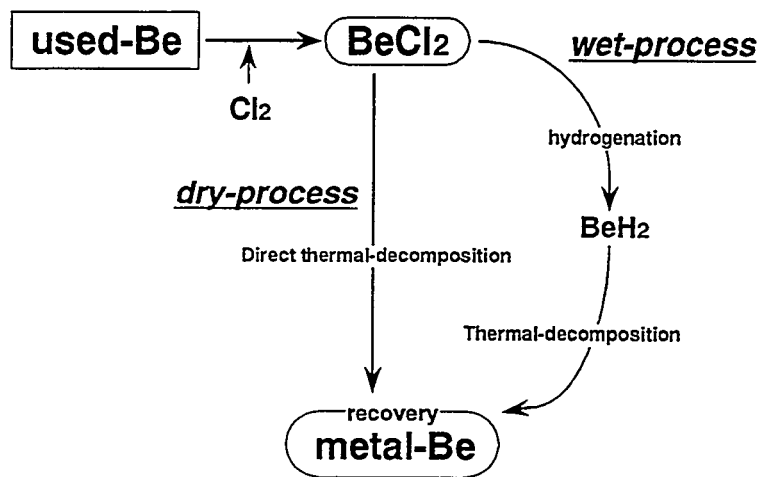 used-Be
BeCl2
wet-process
Cl2
hydrogenation
dry-process
BeH2
Direct thermal-decomposition
Thermal-decomposition
recovery
metal-Be